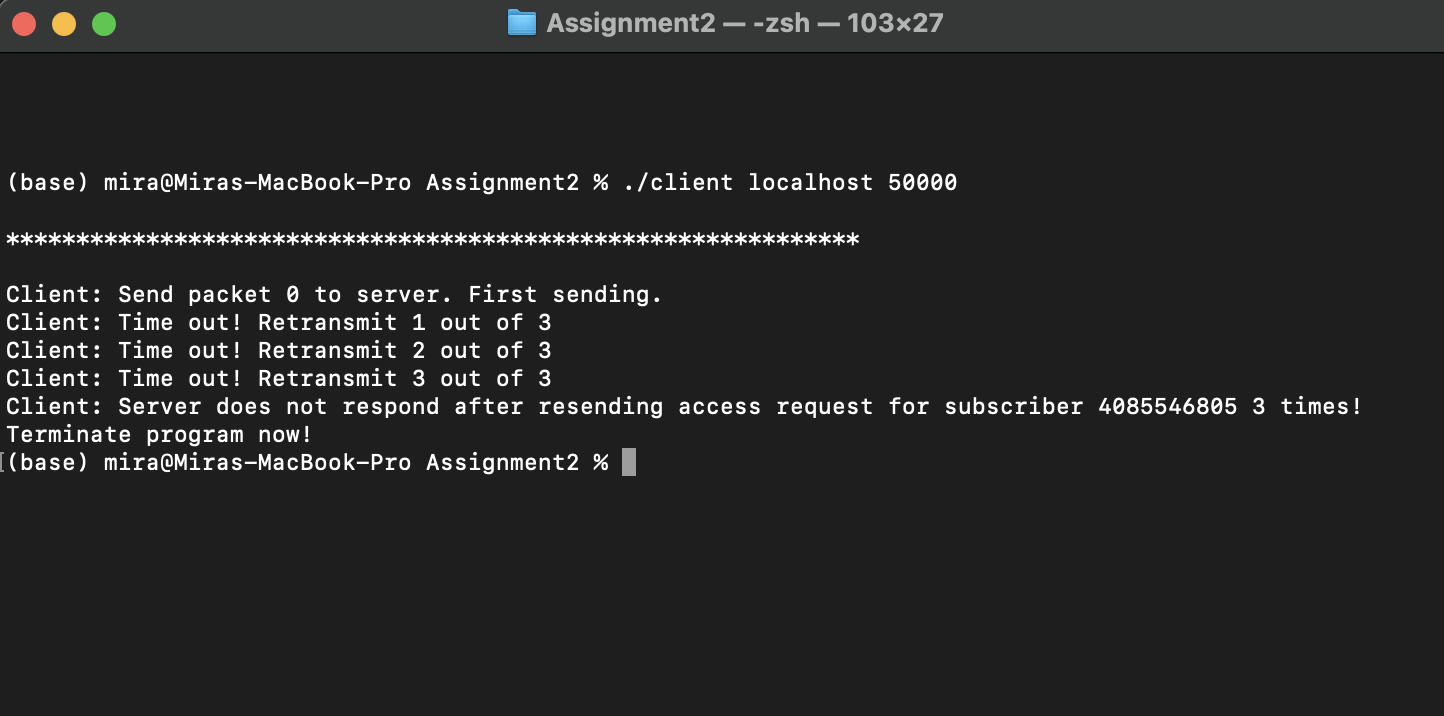 Assignment2 — -zsh — 103×27
(base) mira@Miras-MacBook-Pro Assignment2 % ./client localhost 50000
*************************************************************
Client: Send packet 0 to server. First sending.
Client: Time out! Retransmit 1 out of 3
Client: Time out! Retransmit 2 out of 3
Client: Time out! Retransmit 3 out of 3
Client: Server does not respond after resending access request for subscriber 4085546805 3 times!
Terminate program now!
(base) mira@Miras-MacBook-Pro Assignment2 %